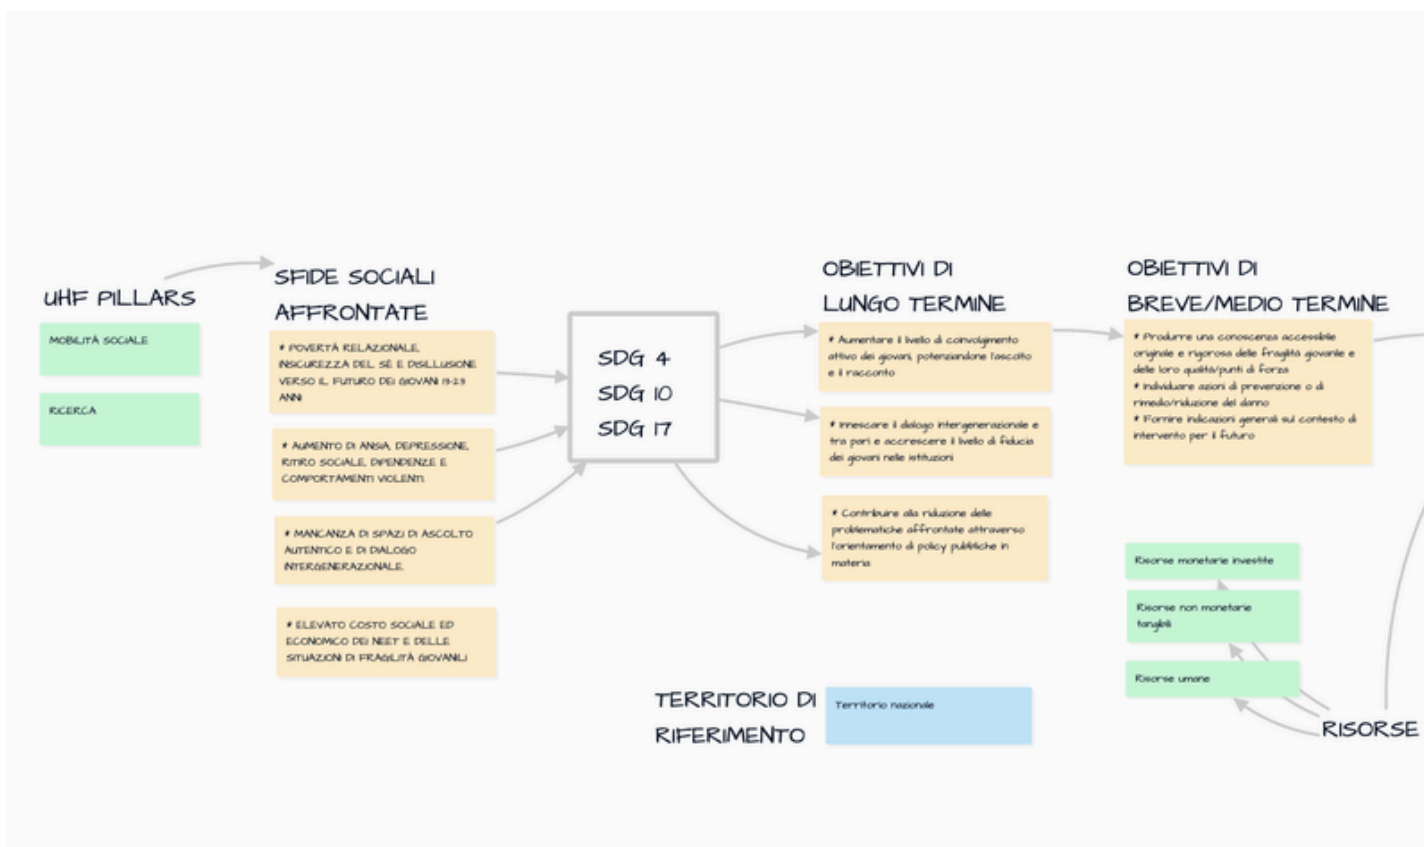 UHF PILLARS
MOBILITÀ SOCIALE
RICERCA
SFIDE SOCIALI
AFFRONTATE
* POVERTÀ RELAZIONALE,
INSICUREZZA DEL SÉ E DISILLUSIONE
VERSO IL FUTURO DEI GIOVANI 19-23
ANNI
* AUMENTO DI ANSIA, DEPRESSIONE,
RITIRO SOCIALE, DIPENDENZE E
COMPORTAMENTI VIOLENTI.
* MANCANZA DI SPAZI DI ASCOLTO
AUTENTICO E DI DIALOGO
INTERGENERAZIONALE.
* ELEVATO COSTO SOCIALE ED
ECONOMICO DEI NEET E DELLE
SITUAZIONI DI FRAGILITÀ GIOVANILI
SDG 4
SDG 10
SDG 17
OBIETTIVI DI
LUNGO TERMINE
* Aumentare il livello di coinvolgimento
attivo dei giovani, potenziandone l'ascolto
e il racconto
* Innescare il dialogo intergenerazionale e
tra pari e accrescere il livello di fiducia
dei giovani nelle istituzioni
* Contribuire alla riduzione delle
problematiche affrontate attraverso
l'orientamento di policy pubbliche in
materia
OBIETTIVI DI
BREVE/MEDIO TERMINE
* Produrre una conoscenza accessibile
originale e rigorosa delle fragilità giovanile e
delle loro qualità/punti di forza
* Individuare azioni di prevenzione o di
rimedio/riduzione del danno
* Fornire indicazioni generali sul contesto di
intervento per il futuro
Risorse monetarie investite
Risorse non monetarie
tangibili
Risorse umane
RISORSE
TERRITORIO DI
RIFERIMENTO
Territorio nazionale